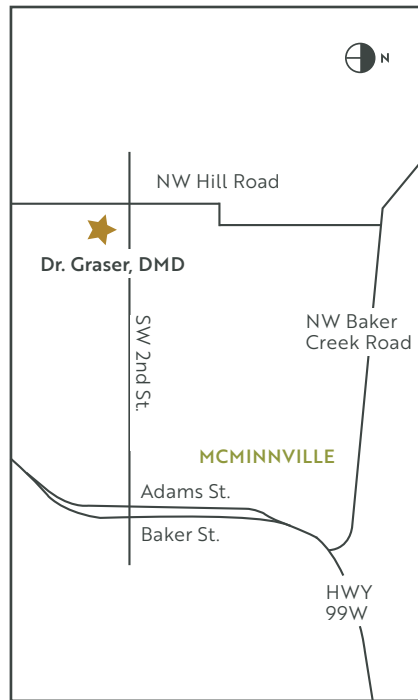 N
NW Hill Road
Dr. Graser, DMD
SW 2nd St.
NW Baker
Creek Road
MCMINNVILLE
Adams St.
Baker St.
HWY
99W